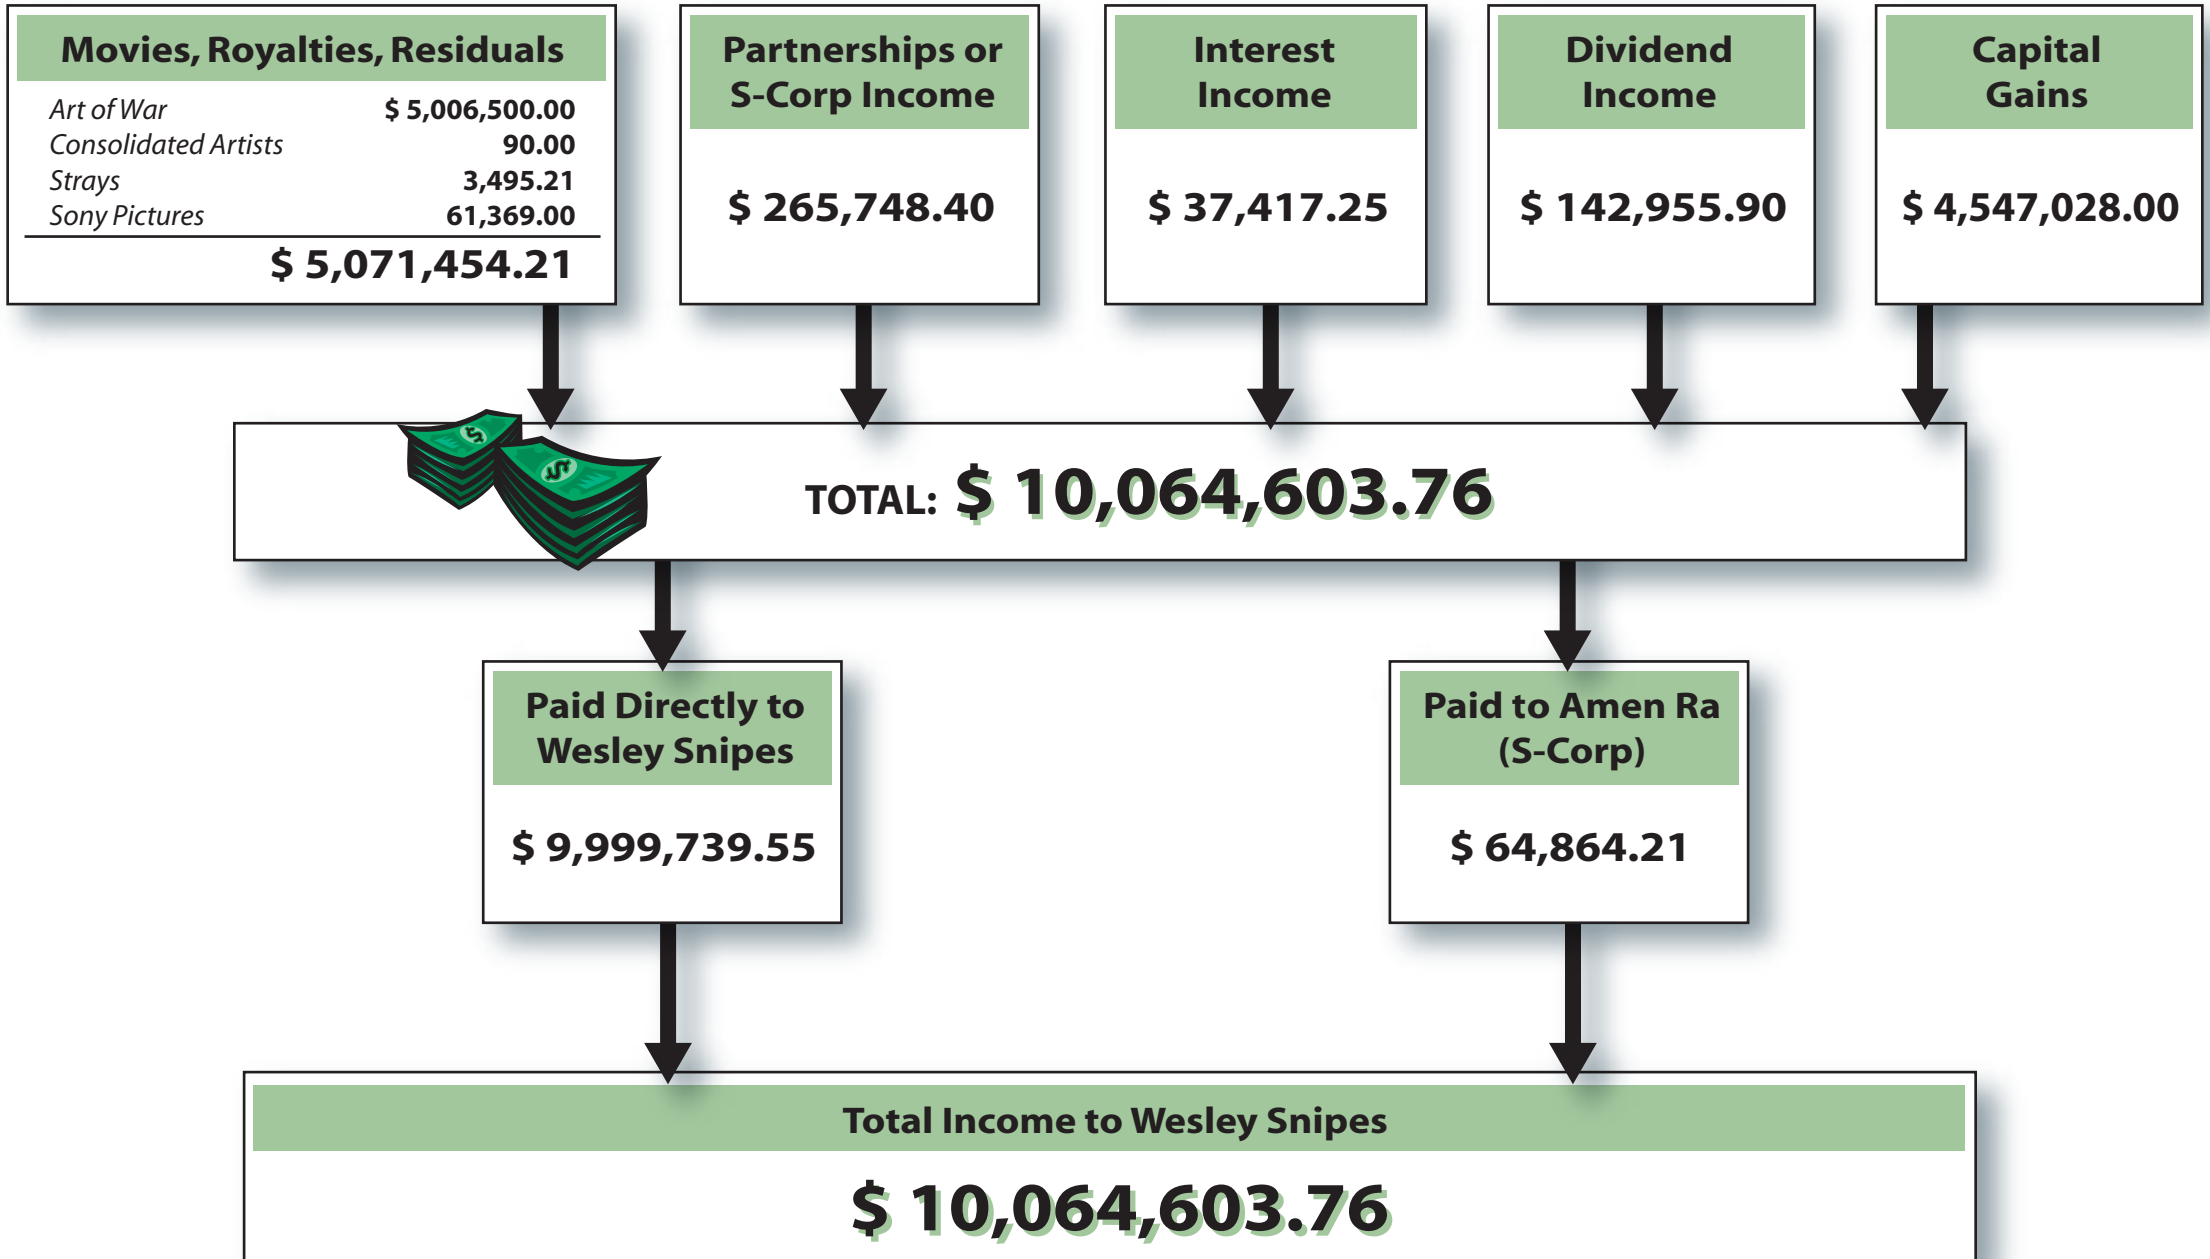 Movies, Royalties, Residuals
Art of War $ 5,006,500.00
Consolidated Artists 90.00
Strays 3,495.21
Sony Pictures 61,369.00
$ 5,071,454.21
Partnerships or
S-Corp Income
$ 265,748.40
Interest
Income
$ 37,417.25
Dividend
Income
$ 142,955.90
Capital
Gains
$ 4,547,028.00
$
$
TOTAL: $ 10,064,603.76
Paid Directly to
Wesley Snipes
$ 9,999,739.55
Paid to Amen Ra
(S-Corp)
$ 64,864.21
Total Income to Wesley Snipes
$ 10,064,603.76